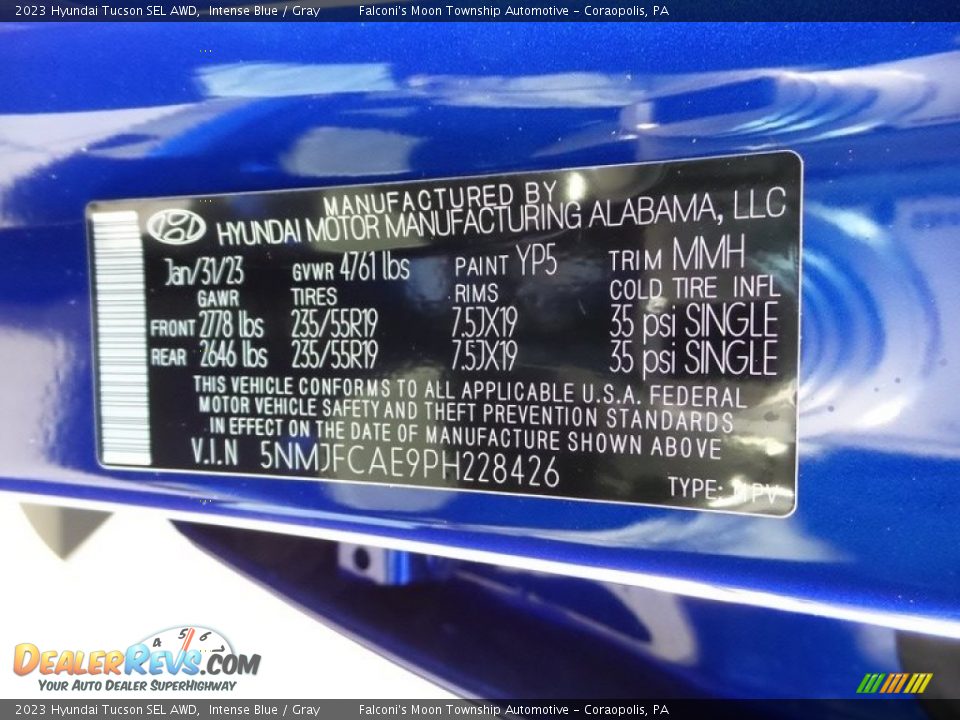 2023 Hyundai Tucson SEL AWD, Intense Blue / Gray Falconi's Moon Township Automotive - Coraopolis, PA
MANUFACTURED BY
HYUNDAI MOTOR MANUFACTURING ALABAMA, LLC
Jan/31/23 GVWR 4761 lbs PAINT YP5 TRIM MMH
GAWR TIRES RIMS COLD TIRE INFL
FRONT 2778 lbs 235/55R19 7.5JX19 35 psi SINGLE
REAR 2646 lbs 235/55R19 7.5JX19 35 psi SINGLE
THIS VEHICLE CONFORMS TO ALL APPLICABLE U.S.A. FEDERAL
MOTOR VEHICLE SAFETY AND THEFT PREVENTION STANDARDS
IN EFFECT ON THE DATE OF MANUFACTURE SHOWN ABOVE
V.I.N 5NMJFCAE9PH228426
TYPE: MPV
4 5 6
DEALERREVS.COM
YOUR AUTO DEALER SUPERHIGHWAY
2023 Hyundai Tucson SEL AWD, Intense Blue / Gray Falconi's Moon Township Automotive - Coraopolis, PA